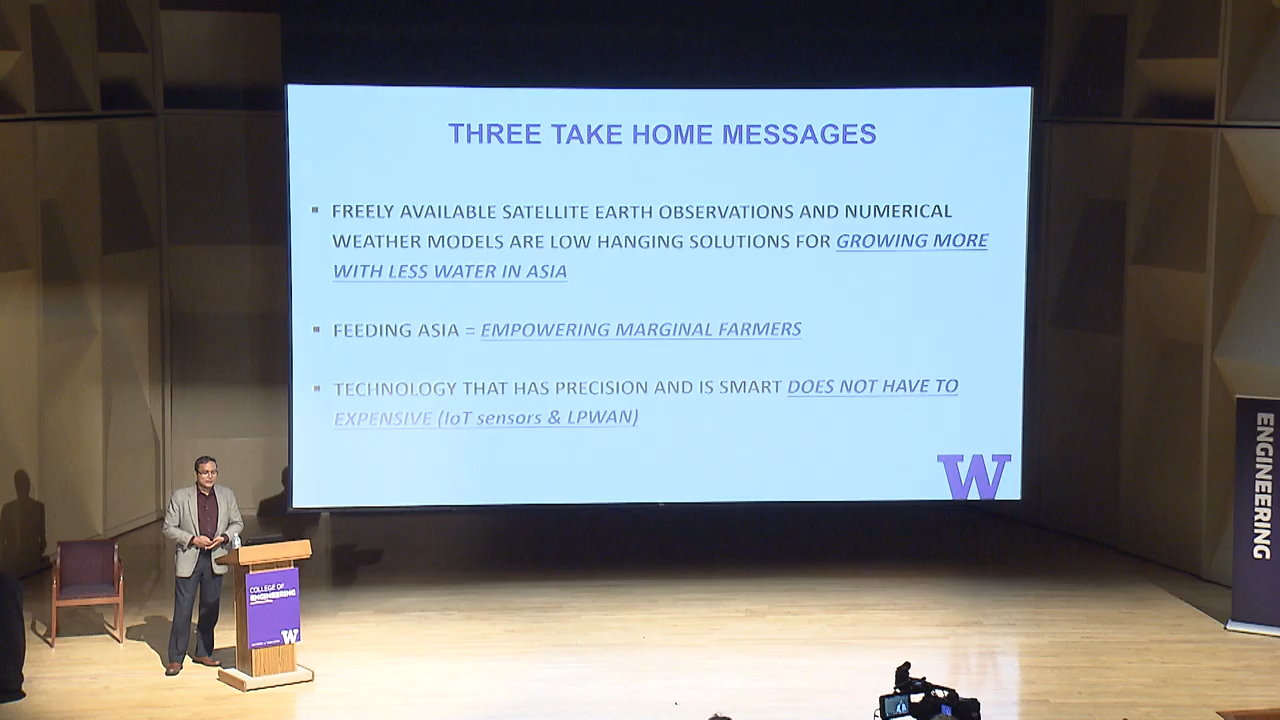 THREE TAKE HOME MESSAGES
▪ FREELY AVAILABLE SATELLITE EARTH OBSERVATIONS AND NUMERICAL
WEATHER MODELS ARE LOW HANGING SOLUTIONS FOR GROWING MORE
WITH LESS WATER IN ASIA
▪ FEEDING ASIA = EMPOWERING MARGINAL FARMERS
▪ TECHNOLOGY THAT HAS PRECISION AND IS SMART DOES NOT HAVE TO
EXPENSIVE (IoT sensors & LPWAN)
W
COLLEGE OF
ENGINEERING
W
ENGINEERING